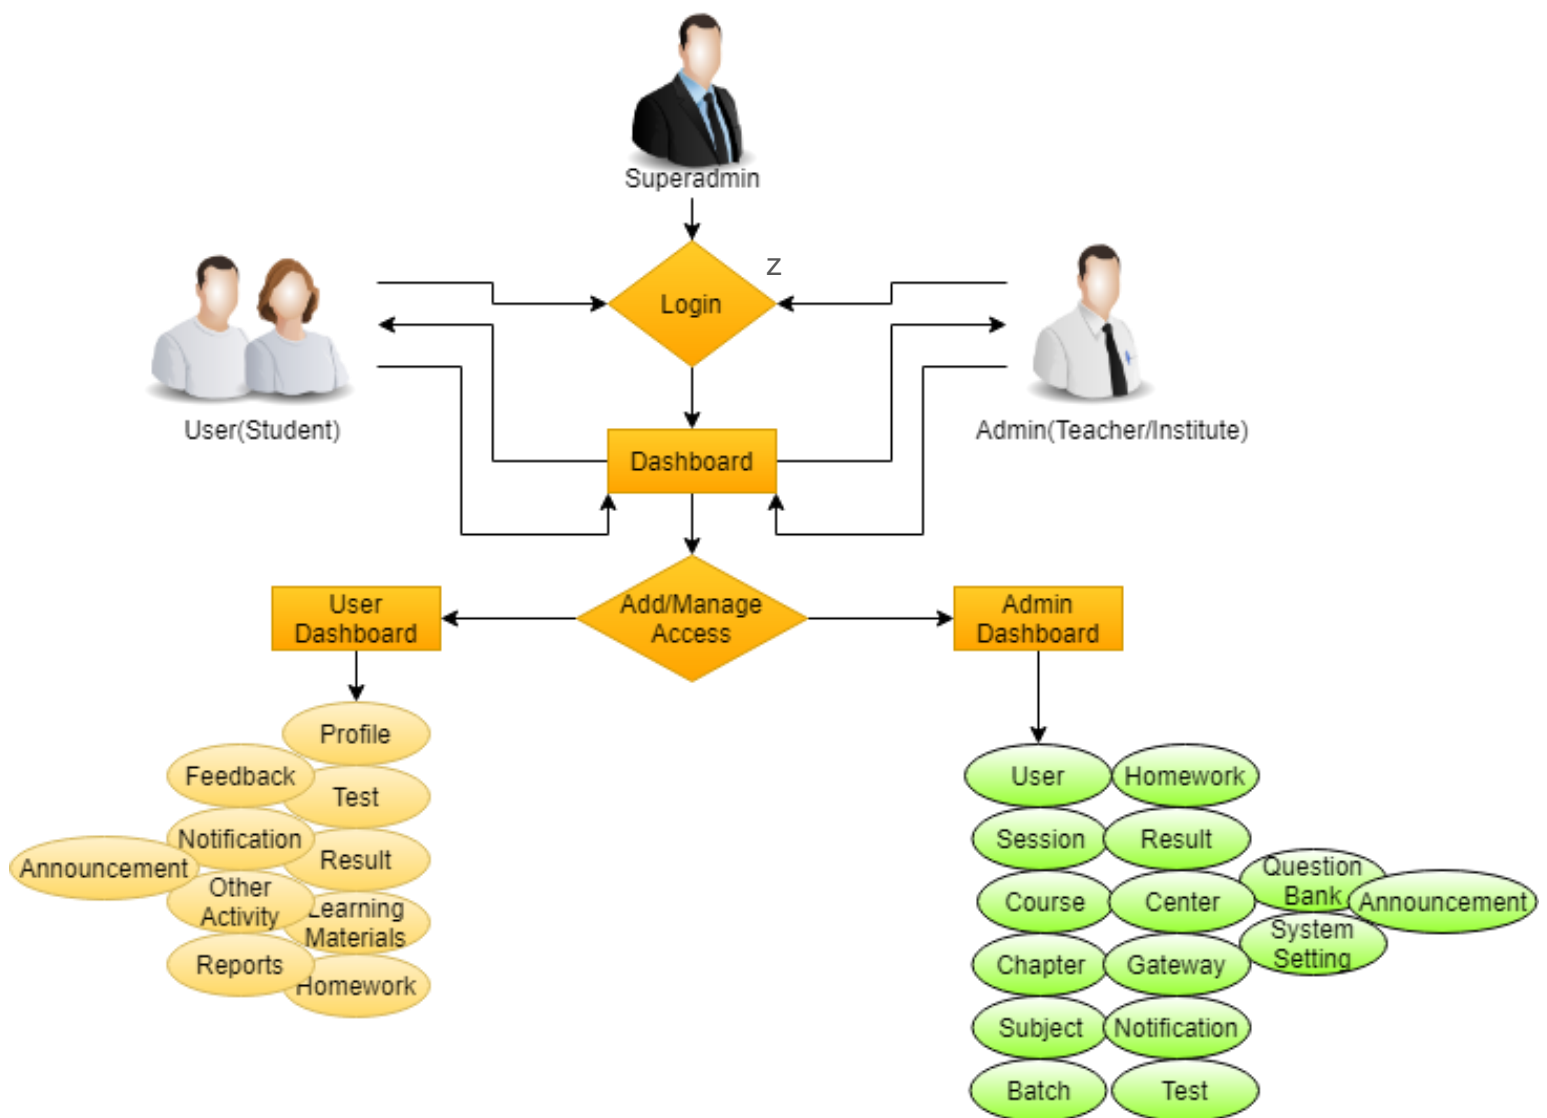 Superadmin
Z
Login
User(Student)
Admin(Teacher/Institute)
Dashboard
User
Dashboard
Add/Manage
Access
Admin
Dashboard
Profile
Feedback
Test
Notification
Result
Announcement
Other
Activity
Learning
Materials
Reports
Homework
User
Homework
Session
Result
Question
Bank
Course
Center
Announcement
System
Setting
Chapter
Gateway
Subject
Notification
Batch
Test